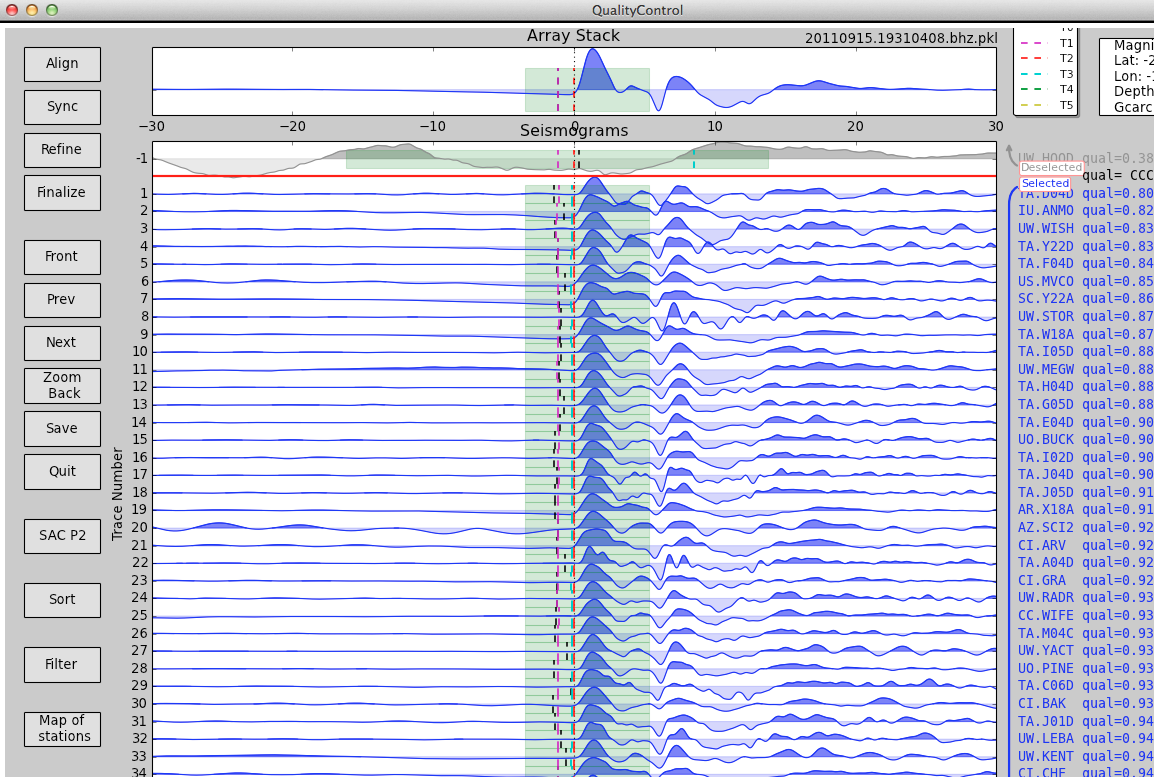 QualityControl
Array Stack
20110915.19310408.bhz.pkl
Align
Sync
Refine
Finalize
Front
Prev
Next
Zoom
Back
Save
Quit
SAC P2
Sort
Filter
Map of
stations
T1
T2
T3
T4
T5
Magni
Lat: -2
Lon: -1
Depth
Gcarc
−30 −20 −10 0 10 20 30
Seismograms
Trace Number
-1
1
2
3
4
5
6
7
8
9
10
11
12
13
14
15
16
17
18
19
20
21
22
23
24
25
26
27
28
29
30
31
32
33
34
UW.HOOD qual=0.38
Deselected
qual= CCC
Selected
TA.D04D qual=0.80
IU.ANMO qual=0.82
UW.WISH qual=0.83
TA.Y22D qual=0.83
TA.F04D qual=0.84
US.MVCO qual=0.85
SC.Y22A qual=0.86
UW.STOR qual=0.87
TA.W18A qual=0.87
TA.I05D qual=0.88
UW.MEGW qual=0.88
TA.H04D qual=0.88
TA.G05D qual=0.88
TA.E04D qual=0.90
UO.BUCK qual=0.90
TA.I02D qual=0.90
TA.J04D qual=0.90
TA.J05D qual=0.91
AR.X18A qual=0.91
AZ.SCI2 qual=0.92
CI.ARV qual=0.92
TA.A04D qual=0.92
CI.GRA qual=0.92
UW.RADR qual=0.93
CC.WIFE qual=0.93
TA.M04C qual=0.93
UW.YACT qual=0.93
UO.PINE qual=0.93
TA.C06D qual=0.93
CI.BAK qual=0.93
TA.J01D qual=0.94
UW.LEBA qual=0.94
UW.KENT qual=0.94
CI.CHF qual=0.94